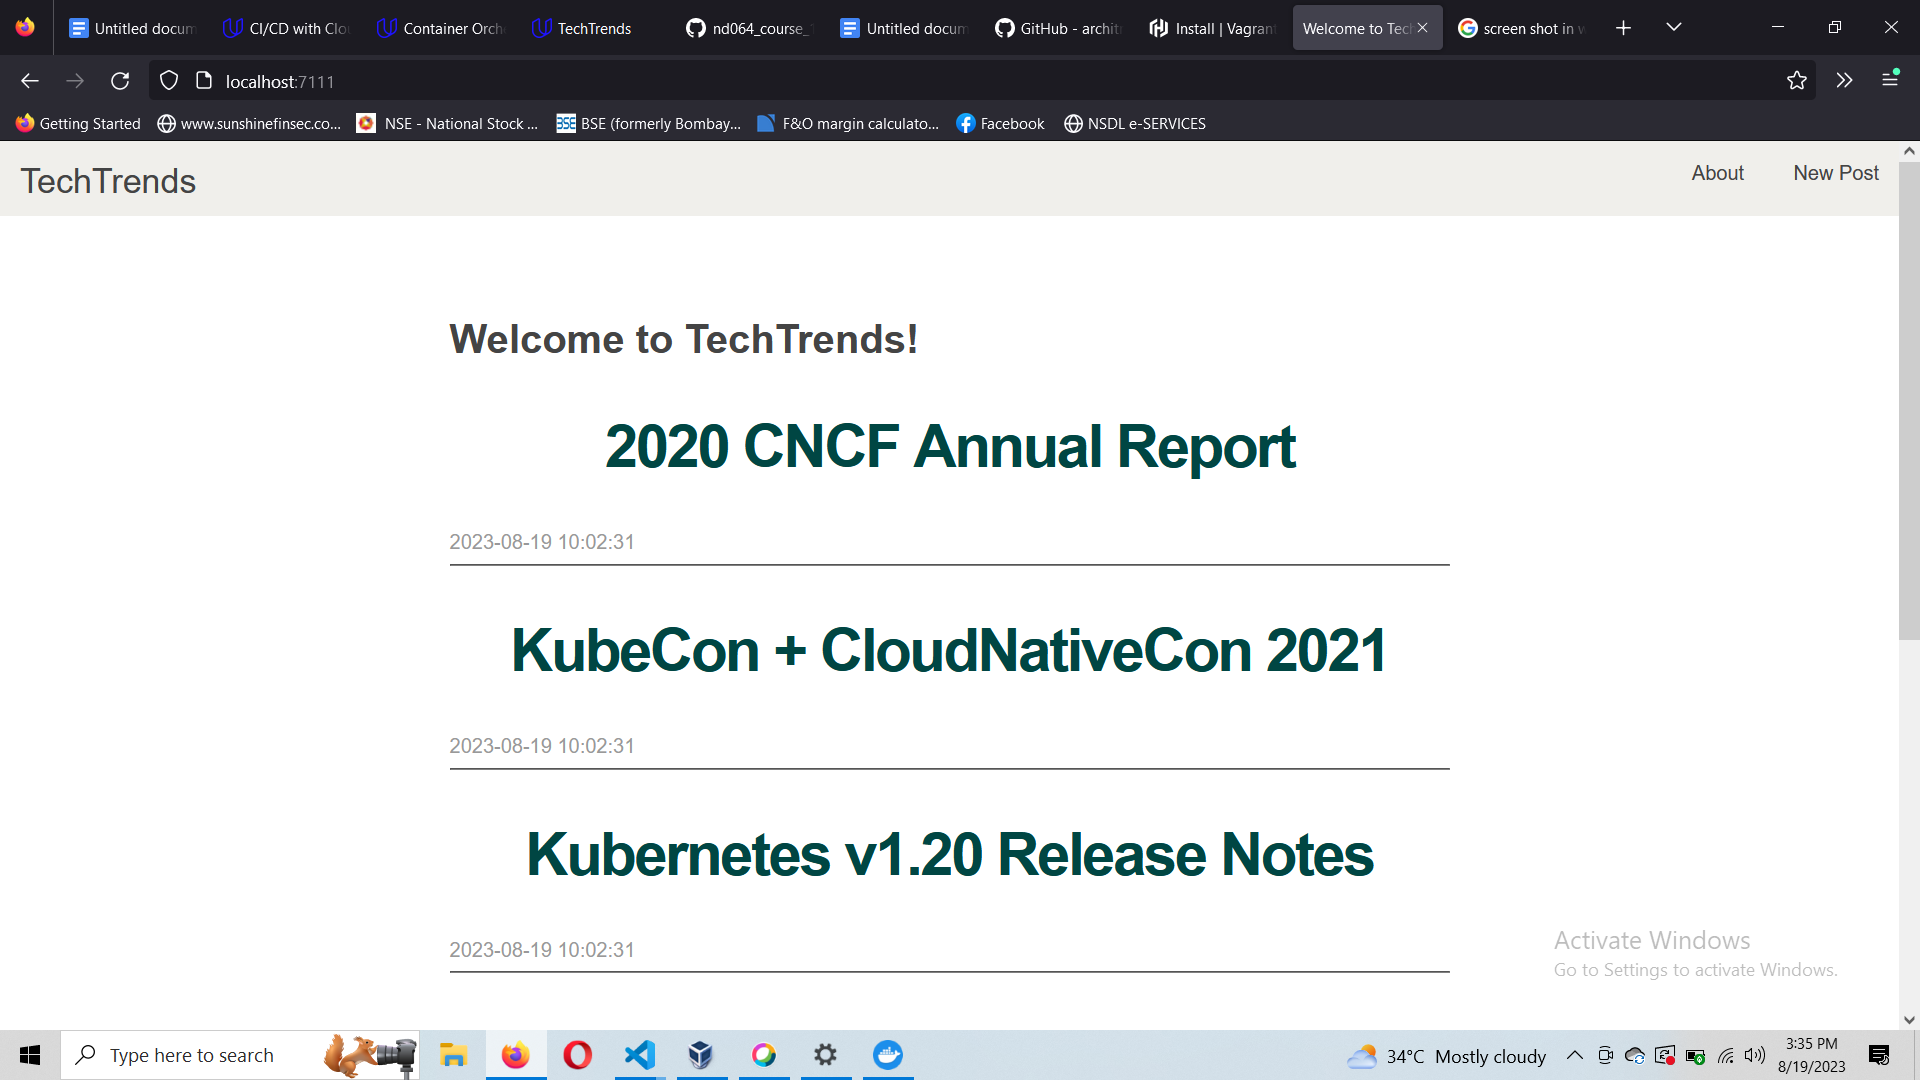 Untitled docum
CI/CD with Clo
Container Orch
TechTrends
nd064_course_1
Untitled docum
GitHub - archit
Install | Vagrant
Welcome to Tec
screen shot in w
localhost:7111
Getting Started
www.sunshinefinsec.co...
NSE - National Stock ...
BSE (formerly Bombay...
F&O margin calculato...
Facebook
NSDL e-SERVICES
TechTrends
About
New Post
Welcome to TechTrends!
2020 CNCF Annual Report
2023-08-19 10:02:31
KubeCon + CloudNativeCon 2021
2023-08-19 10:02:31
Kubernetes v1.20 Release Notes
2023-08-19 10:02:31
Activate Windows
Go to Settings to activate Windows.
Type here to search
34°C Mostly cloudy
3:35 PM
8/19/2023